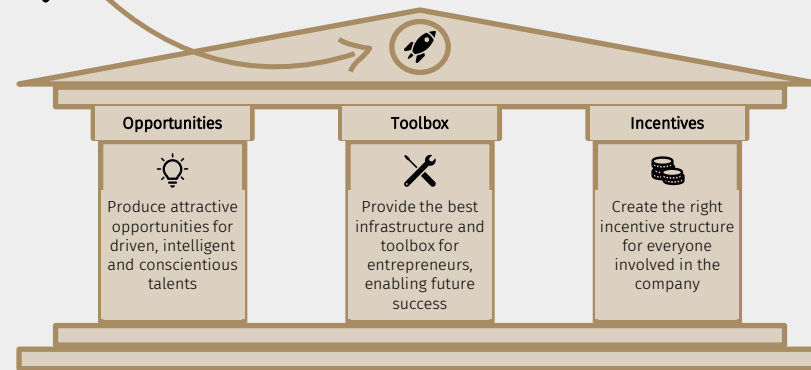 Opportunities
Produce attractive
opportunities for
driven, intelligent
and conscientious
talents
Toolbox
Provide the best
infrastructure and
toolbox for
entrepreneurs,
enabling future
success
Incentives
Create the right
incentive structure
for everyone
involved in the
company